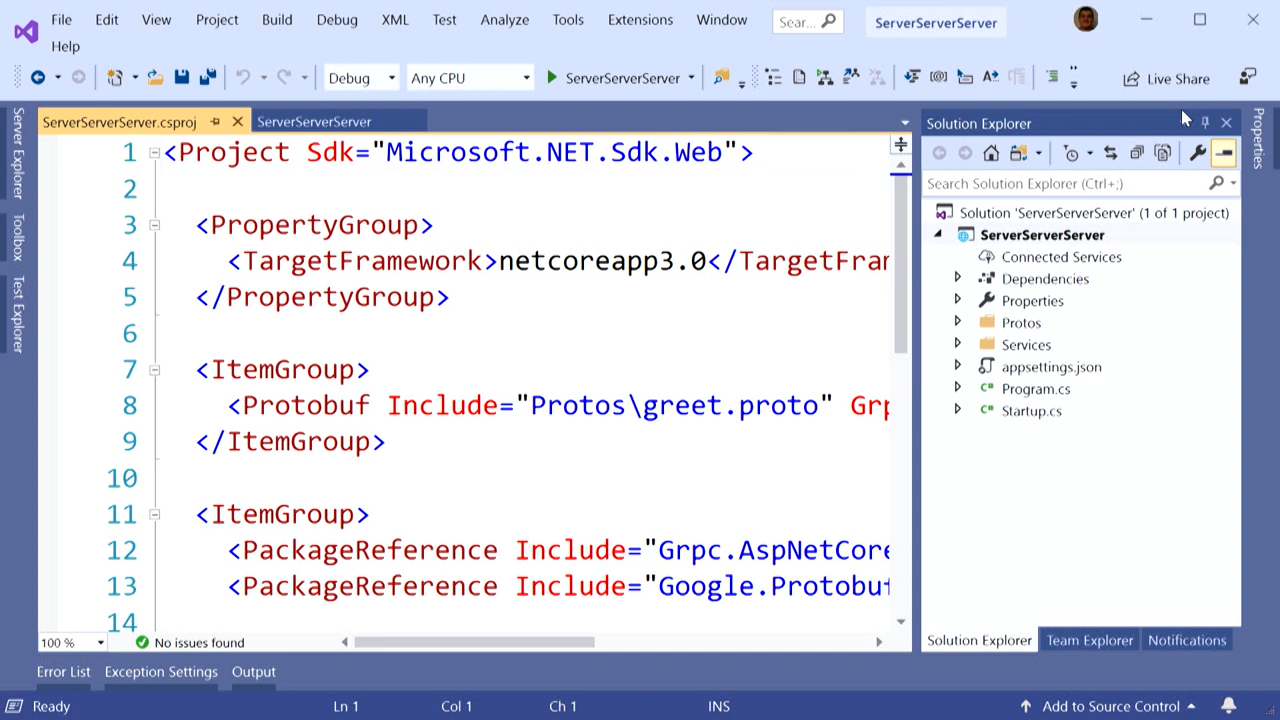 File Edit View Project Build Debug XML Test Analyze Tools Extensions Window Sear... ServerServerServer
Help
Debug Any CPU ServerServerServer Live Share
ServerServerServer.csproj ServerServerServer
Server Explorer
Toolbox
Test Explorer
1 <Project Sdk="Microsoft.NET.Sdk.Web">
2
3 <PropertyGroup>
4 <TargetFramework>netcoreapp3.0</TargetFran
5 </PropertyGroup>
6
7 <ItemGroup>
8 <Protobuf Include="Protos\greet.proto" Grp
9 </ItemGroup>
10
11 <ItemGroup>
12 <PackageReference Include="Grpc.AspNetCore
13 <PackageReference Include="Google.Protobuf
14
100 % No issues found
Solution Explorer
Search Solution Explorer (Ctrl+;)
Solution 'ServerServerServer' (1 of 1 project)
ServerServerServer
Connected Services
Dependencies
Properties
Protos
Services
appsettings.json
C# Program.cs
C# Startup.cs
Solution Explorer Team Explorer Notifications
Properties
Error List Exception Settings Output
Ready Ln 1 Col 1 Ch 1 INS Add to Source Control